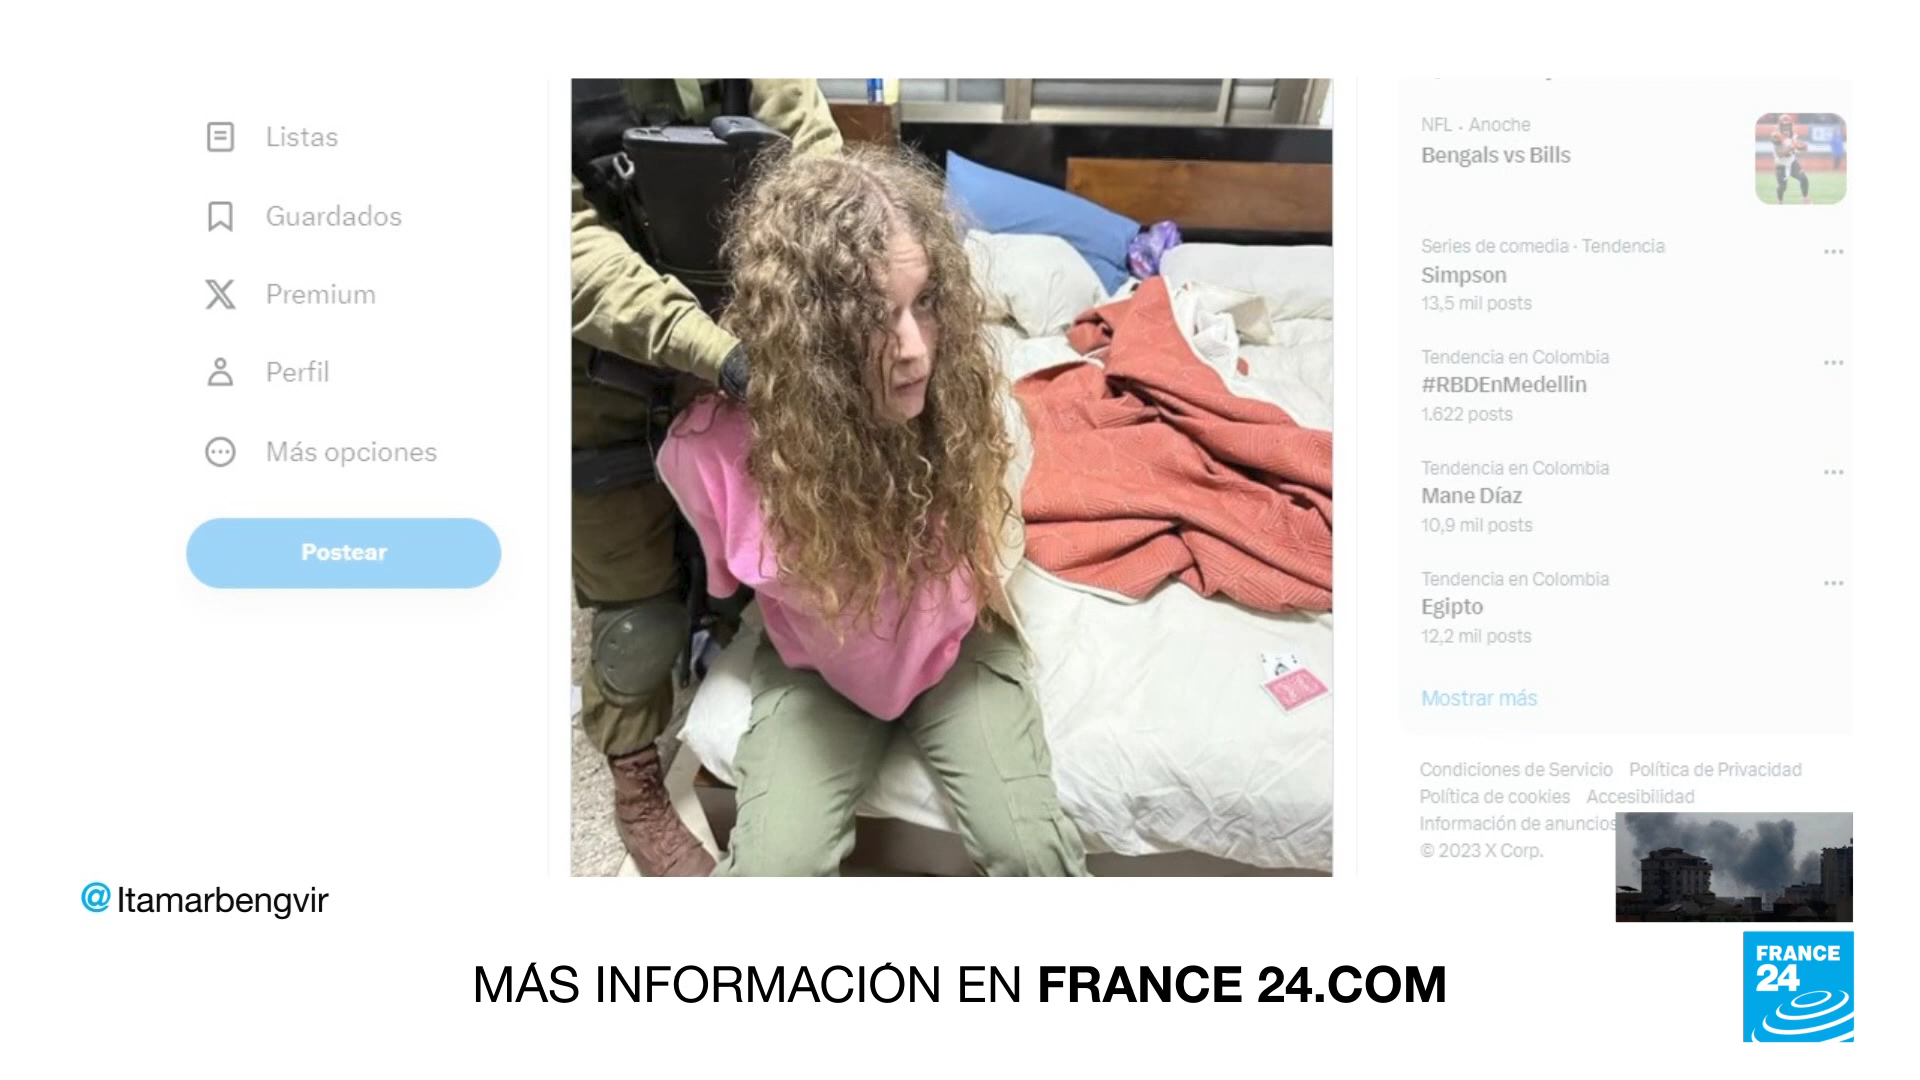 Listas
Guardados
Premium
Perfil
Más opciones
Postear
NFL · Anoche
Bengals vs Bills
Series de comedia · Tendencia
Simpson
13,5 mil posts
Tendencia en Colombia
#RBDEnMedellin
1.622 posts
Tendencia en Colombia
Mane Díaz
10,9 mil posts
Tendencia en Colombia
Egipto
12,2 mil posts
Mostrar más
Condiciones de Servicio Política de Privacidad
Política de cookies Accesibilidad
Información de anuncios
© 2023 X Corp.
@Itamarbengvir
MÁS INFORMACIÓN EN FRANCE 24.COM
FRANCE
24